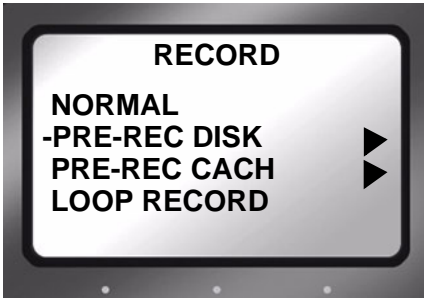 RECORD
NORMAL
-PRE-REC DISK
PRE-REC CACH
LOOP RECORD